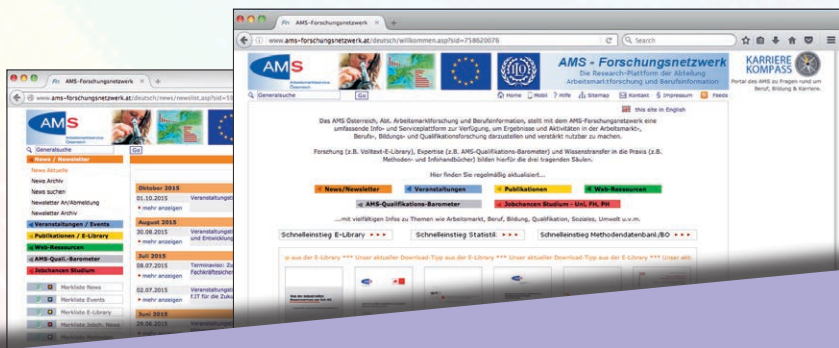 AMS-Forschungsnetzwerk
www.ams-forschungsnetzwerk.at/deutsch/willkommen.asp?sid=758620076
Search
AMS
Arbeitsmarktservice
Österreich
AMS - Forschungsnetzwerk
Die Research-Plattform der Abteilung
Arbeitsmarktforschung und Berufsinformation
KARRIERE
KOMPASS
Portal des AMS zu Fragen rund um
Beruf, Bildung & Karriere.
Generalsuche
Go
Home
Mobil
? Hilfe
Sitemap
Kontakt
§ Impressum
Feeds
this site in English
Das AMS Österreich, Abt. Arbeitsmarktforschung und Berufsinformation, stellt mit dem AMS-Forschungsnetzwerk eine
umfassende Info- und Serviceplattform zur Verfügung, um Ergebnisse und Aktivitäten in der Arbeitsmarkt-,
Berufs-, Bildungs- und Qualifikationsforschung darzustellen und verstärkt nutzbar zu machen.
Forschung (z.B. Volltext-E-Library), Expertise (z.B. AMS-Qualifikations-Barometer) und Wissenstransfer in die Praxis (z.B.
Methoden- und Infohandbücher) bilden hierfür die drei tragenden Säulen.
Hier finden Sie regelmäßig aktualisiert...
News/Newsletter
Veranstaltungen
Publikationen
Web-Ressourcen
AMS-Qualifikations-Barometer
Jobchancen Studium - Uni, FH, PH
...mit vielfältigen Infos zu Themen wie Arbeitsmarkt, Beruf, Bildung, Qualifikation, Soziales, Umwelt u.v.m.
Schnelleinstieg E-Library
Schnelleinstieg Statistik
Schnelleinstieg Methodendatenbank/BO
aus der E-Library *** Unser aktueller Download-Tipp aus der E-Library *** Unser aktueller Download-Tipp aus der E-Library *** Unser
AMS-Forschungsnetzwerk
www.ams-forschungsnetzwerk.at/deutsch/news/newslist.asp?sid=
AMS
Generalsuche
Go
News / Newsletter
News Aktuelle
News Archiv
News suchen
Newsletter An/Abmeldung
Newsletter Archiv
Veranstaltungen / Events
Publikationen / E-Library
Web-Ressourcen
AMS-Quali.-Barometer
Jobchancen Studium
Merkliste News
Merkliste Events
Merkliste E-Library
Merkliste Jobch. News
Merkliste Methoden
Oktober 2015
01.10.2015
mehr anzeigen
August 2015
30.08.2015
und Entwicklung
mehr anzeigen
Juli 2015
08.07.2015
mehr anzeigen
02.07.2015
mehr anzeigen
Juni 2015